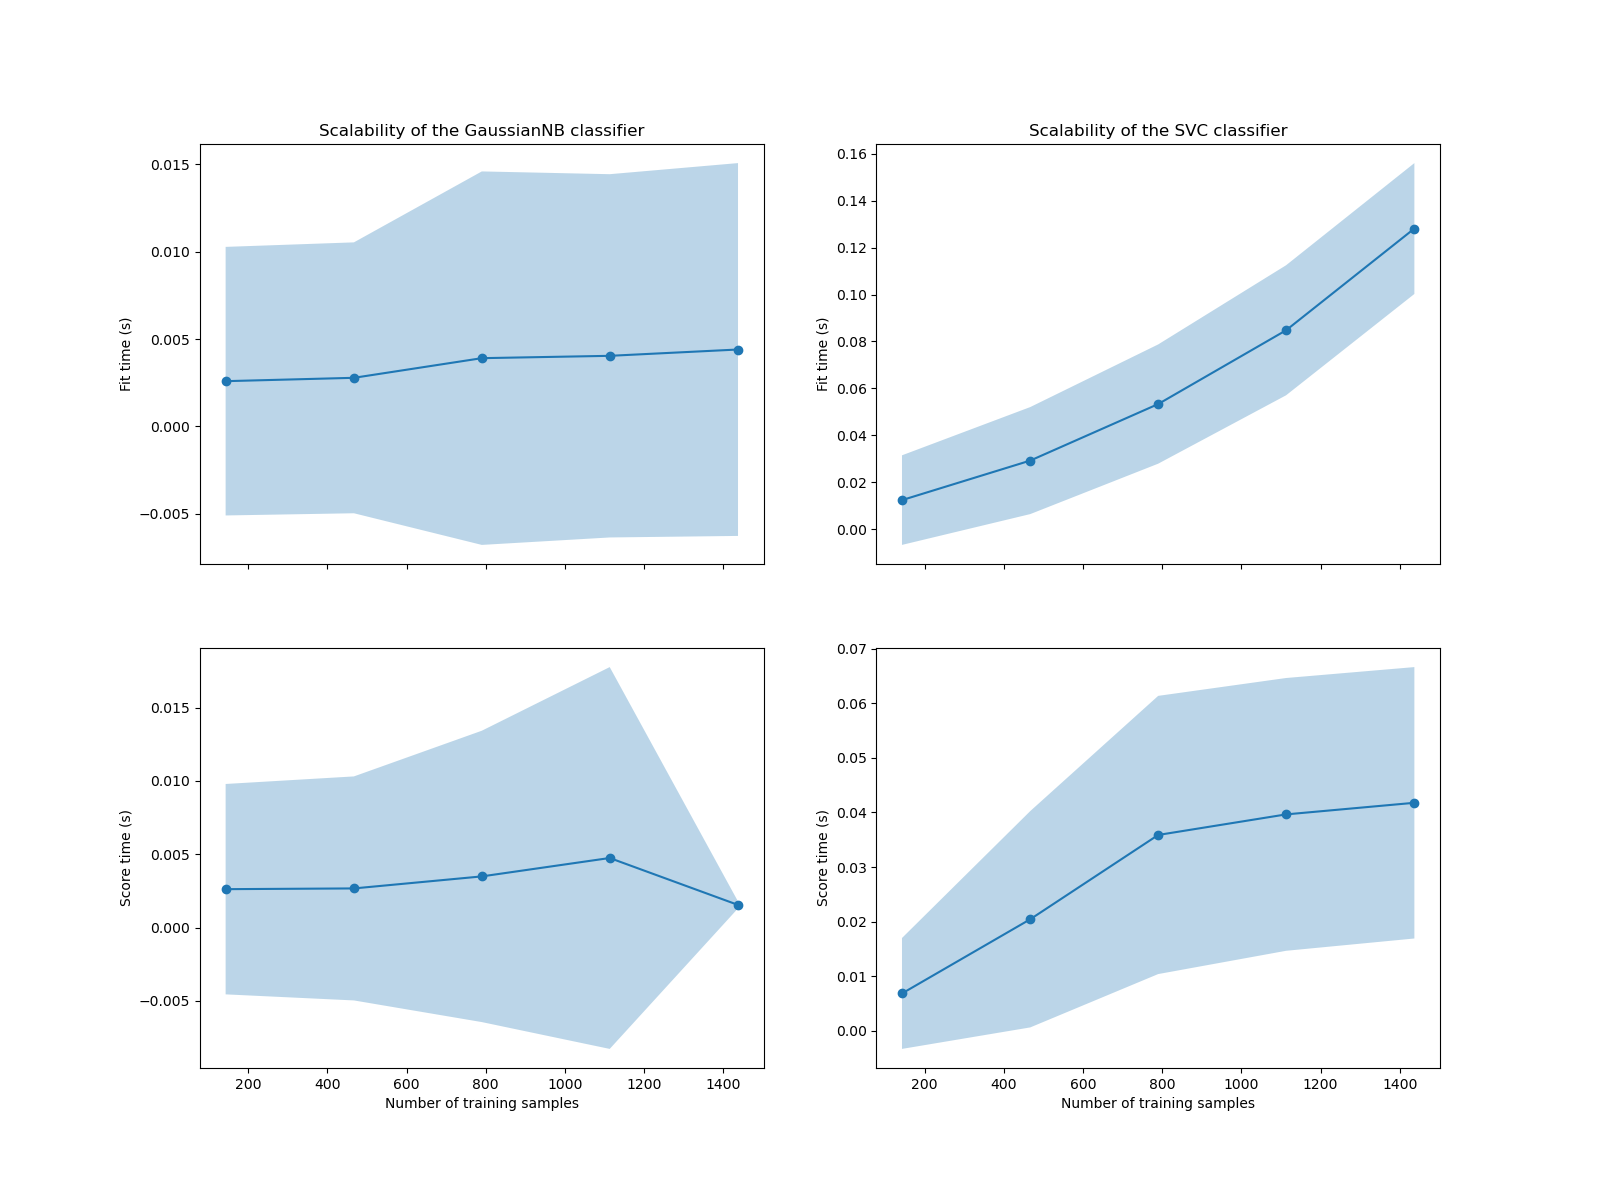 Scalability of the GaussianNB classifier
0.015
0.010
0.005
0.000
−0.005
Fit time (s)
Scalability of the SVC classifier
0.16
0.14
0.12
0.10
0.08
0.06
0.04
0.02
0.00
Fit time (s)
0.015
0.010
0.005
0.000
−0.005
Score time (s)
200 400 600 800 1000 1200 1400
Number of training samples
0.07
0.06
0.05
0.04
0.03
0.02
0.01
0.00
Score time (s)
200 400 600 800 1000 1200 1400
Number of training samples